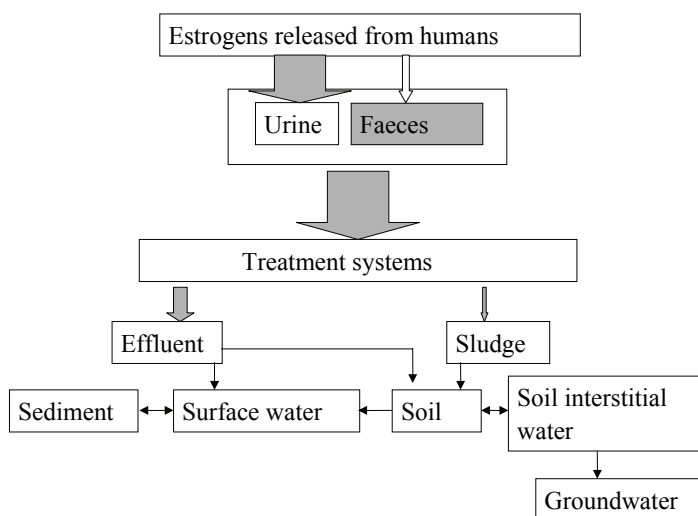 Estrogens released from humans
Urine
Faeces
Treatment systems
Effluent
Sludge
Sediment
Surface water
Soil
Soil interstitial
water
Groundwater